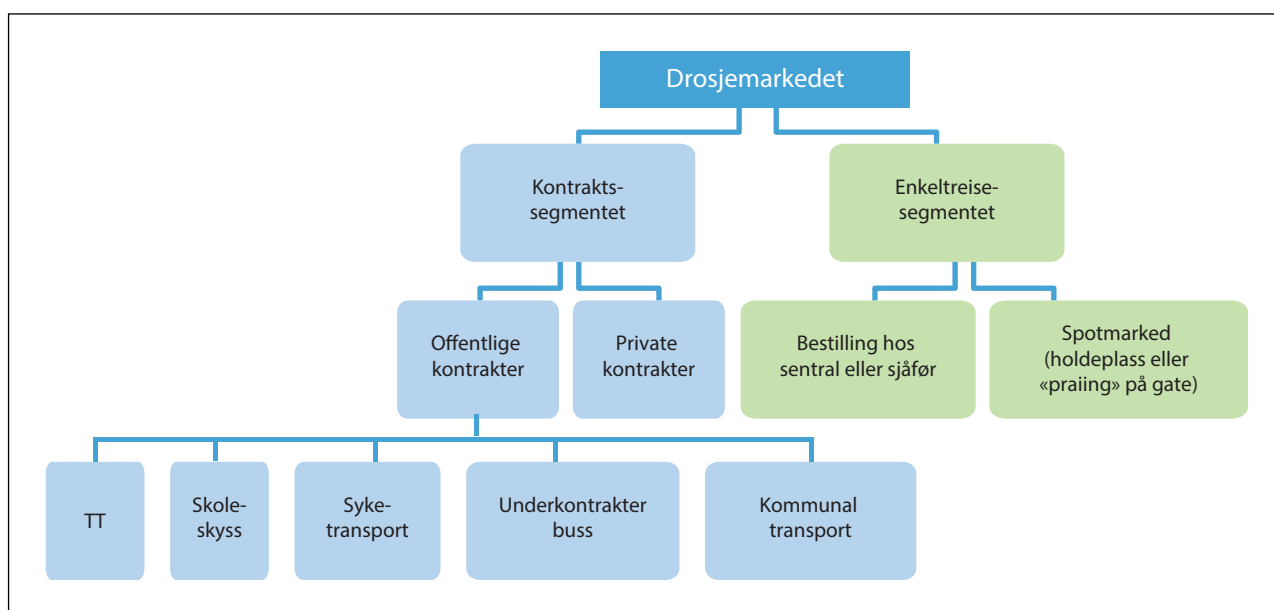 Drosjemarkedet
Kontrakts-
segmentet
Enkeltreise-
segmentet
Offentlige
kontrakter
Private
kontrakter
Bestilling hos
sentral eller sjåfør
Spotmarked
(holdeplass eller
«praiing» på gate)
TT
Skole-
skyss
Syke-
transport
Underkontrakter
buss
Kommunal
transport